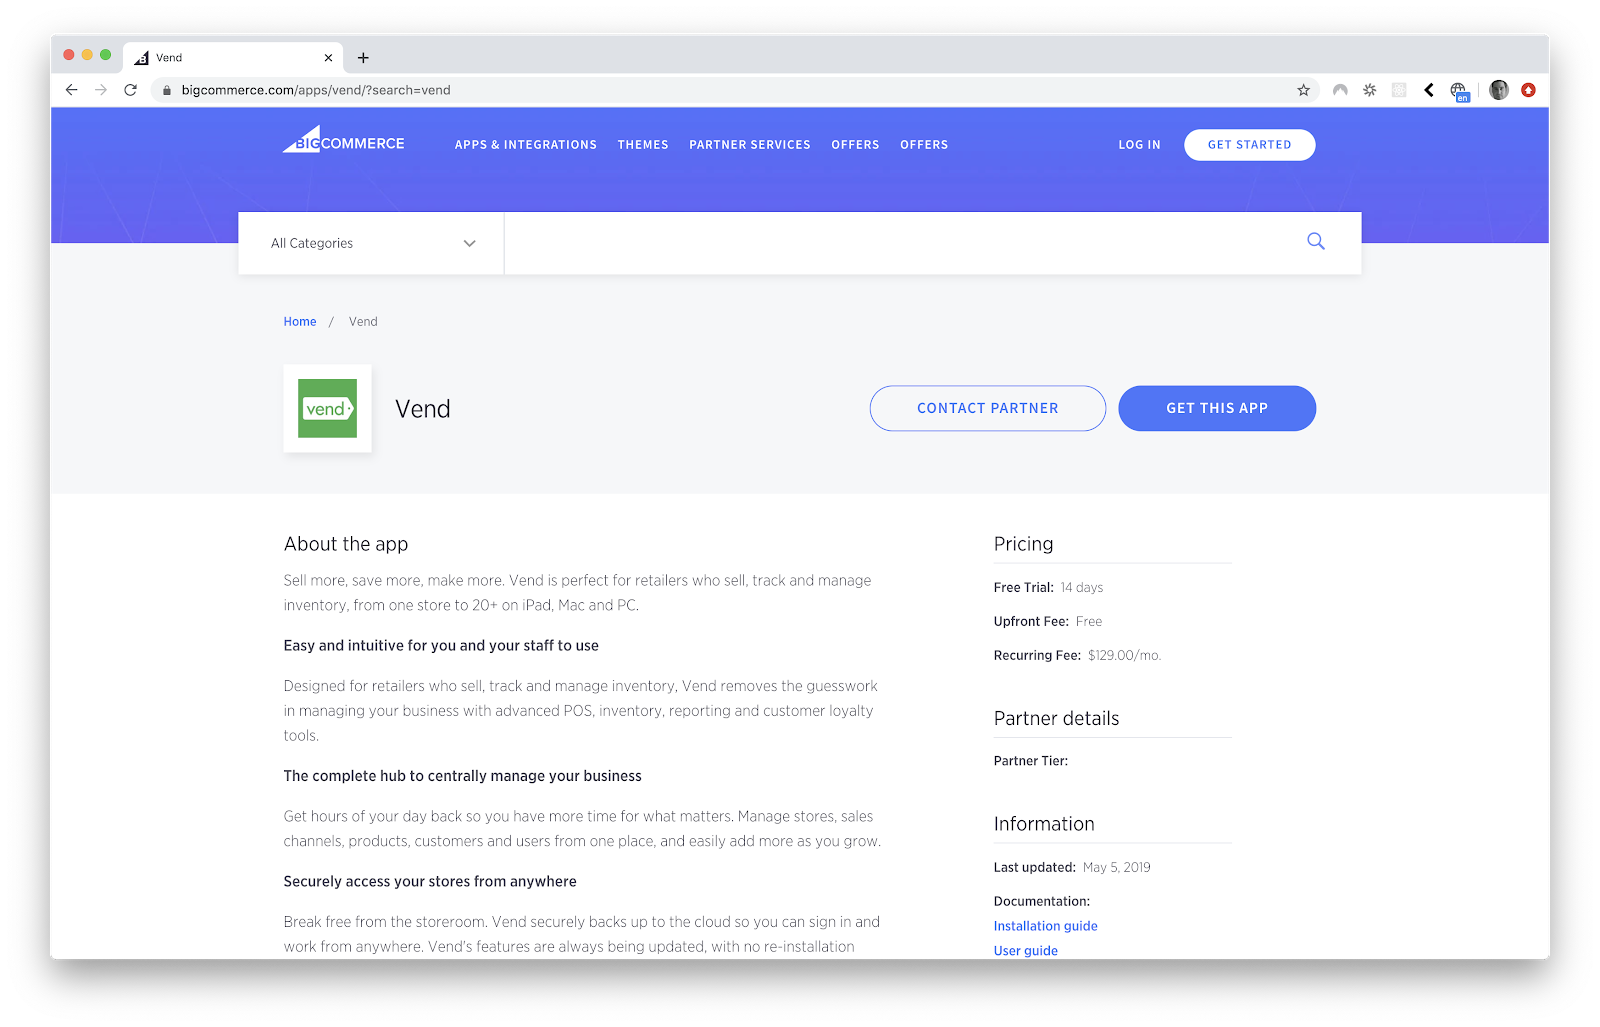 Vend
bigcommerce.com/apps/vend/?search=vend
en
BIGCOMMERCE
APPS & INTEGRATIONS THEMES PARTNER SERVICES OFFERS OFFERS
LOG IN GET STARTED
All Categories
Home / Vend
vend
Vend
CONTACT PARTNER GET THIS APP
About the app
Sell more, save more, make more. Vend is perfect for retailers who sell, track and manage
inventory, from one store to 20+ on iPad, Mac and PC.
Easy and intuitive for you and your staff to use
Designed for retailers who sell, track and manage inventory, Vend removes the guesswork
in managing your business with advanced POS, inventory, reporting and customer loyalty
tools.
The complete hub to centrally manage your business
Get hours of your day back so you have more time for what matters. Manage stores, sales
channels, products, customers and users from one place, and easily add more as you grow.
Securely access your stores from anywhere
Break free from the storeroom. Vend securely backs up to the cloud so you can sign in and
work from anywhere. Vend's features are always being updated, with no re-installation
Pricing
Free Trial: 14 days
Upfront Fee: Free
Recurring Fee: $129.00/mo.
Partner details
Partner Tier:
Information
Last updated: May 5, 2019
Documentation:
Installation guide
User guide